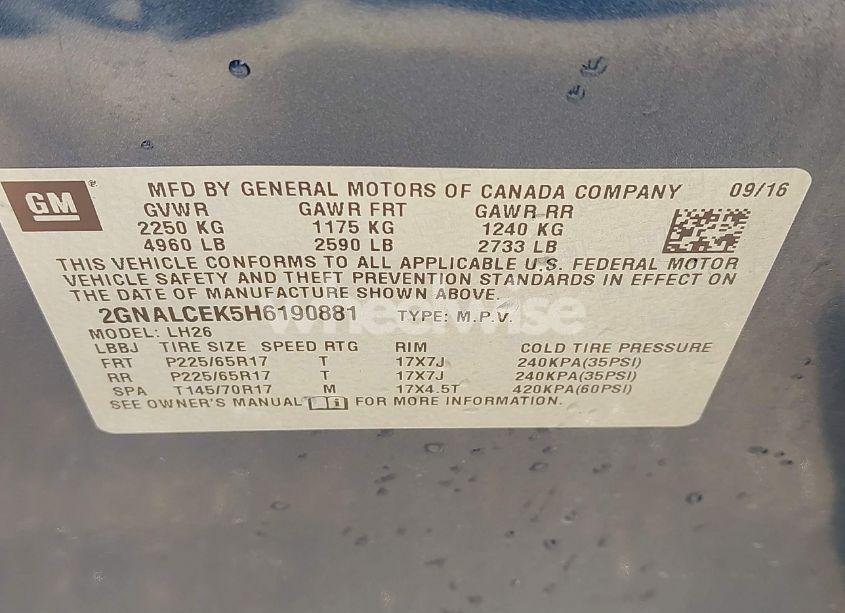 GM
MFD BY GENERAL MOTORS OF CANADA COMPANY 09/16
GVWR GAWR FRT GAWR RR
2250 KG 1175 KG 1240 KG
4960 LB 2590 LB 2733 LB
THIS VEHICLE CONFORMS TO ALL APPLICABLE U.S. FEDERAL MOTOR
VEHICLE SAFETY AND THEFT PREVENTION STANDARDS IN EFFECT ON
THE DATE OF MANUFACTURE SHOWN ABOVE.
2GNALCEK5H6190881 TYPE: M.P.V.
wheelwise
MODEL: LH26
LBBJ TIRE SIZE SPEED RTG RIM COLD TIRE PRESSURE
FRT P225/65R17 T 17X7J 240KPA(35PSI)
RR P225/65R17 T 17X7J 240KPA(35PSI)
SPA T145/70R17 M 17X4.5T 420KPA(60PSI)
SEE OWNER'S MANUAL i FOR MORE INFORMATION.